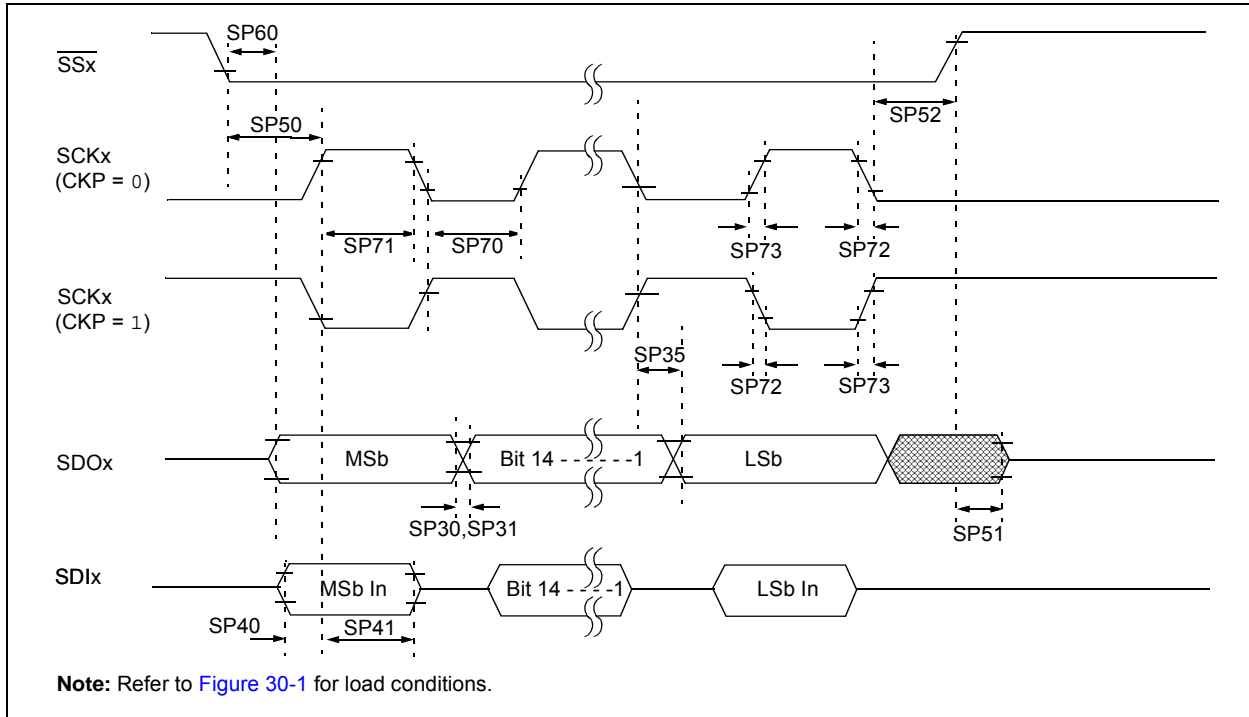 SP60
SSx
SP50
SP52
SCKx
(CKP = 0)
SP71
SP70
SP73
SP72
SCKx
(CKP = 1)
SP35
SP72
SP73
SDOx
MSb
Bit 14 - - - - - -1
LSb
SP30,SP31
SP51
SDIx
MSb In
Bit 14 - - - -1
LSb In
SP40
SP41
Note: Refer to Figure 30-1 for load conditions.